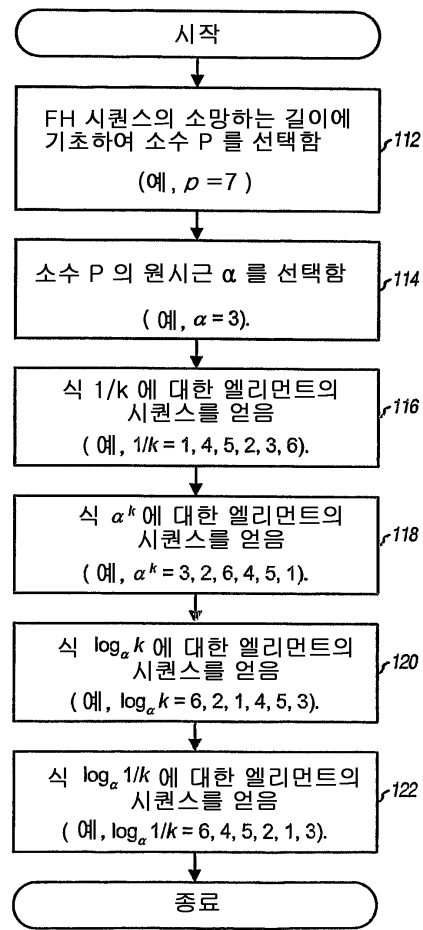 시작
FH 시퀀스의 소망하는 길이에
기초하여 소수 P 를 선택함
(예, p =7 )
112
소수 P 의 원시근 α 를 선택함
( 예, α = 3).
114
식 1/k 에 대한 엘리먼트의
시퀀스를 얻음
( 예, 1/k = 1, 4, 5, 2, 3, 6).
116
식 αᵏ 에 대한 엘리먼트의
시퀀스를 얻음
(예, αᵏ = 3, 2, 6, 4, 5, 1).
118
식 logα k 에 대한 엘리먼트의
시퀀스를 얻음
(예, logα k = 6, 2, 1, 4, 5, 3).
120
식 logα 1/k 에 대한 엘리먼트의
시퀀스를 얻음
( 예, logα 1/k = 6, 4, 5, 2, 1, 3).
122
종료